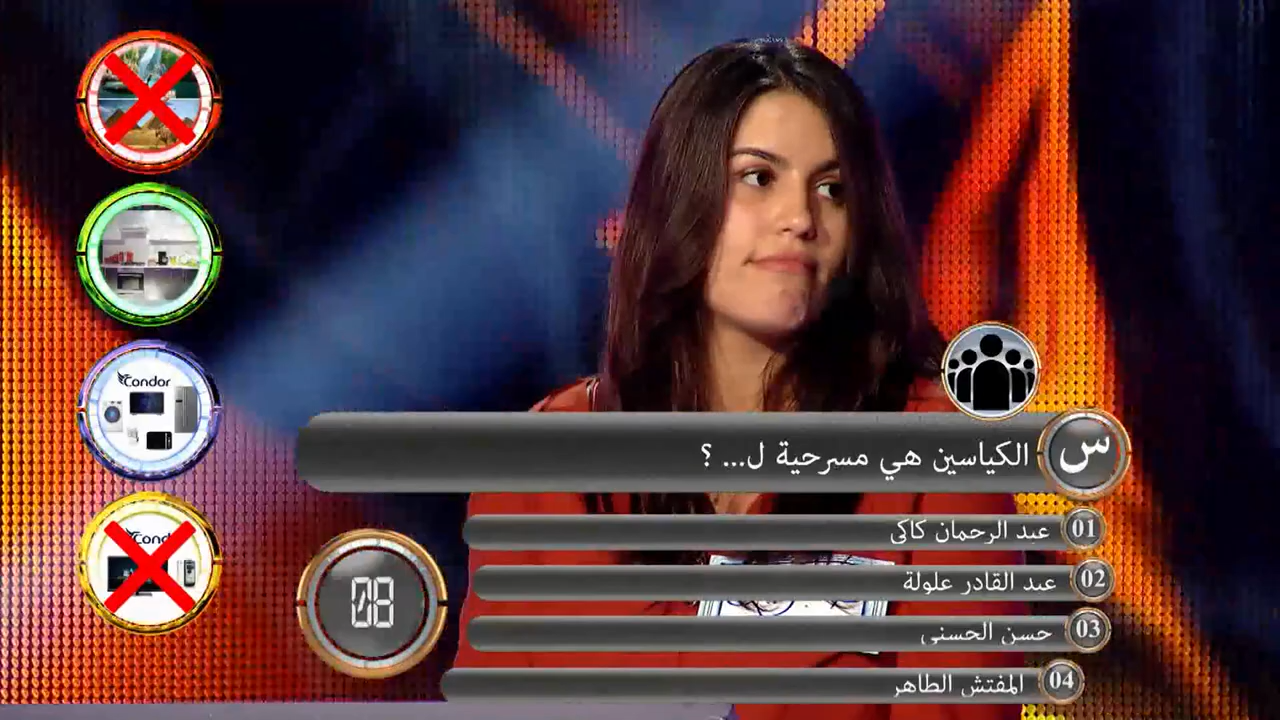 Condor
Cond
س
الكياسين هي مسرحية ل... ؟
01
عبد الرحمان كاكي
02
عبد القادر علولة
03
حسن الحسني
04
المفتش الطاهر
08